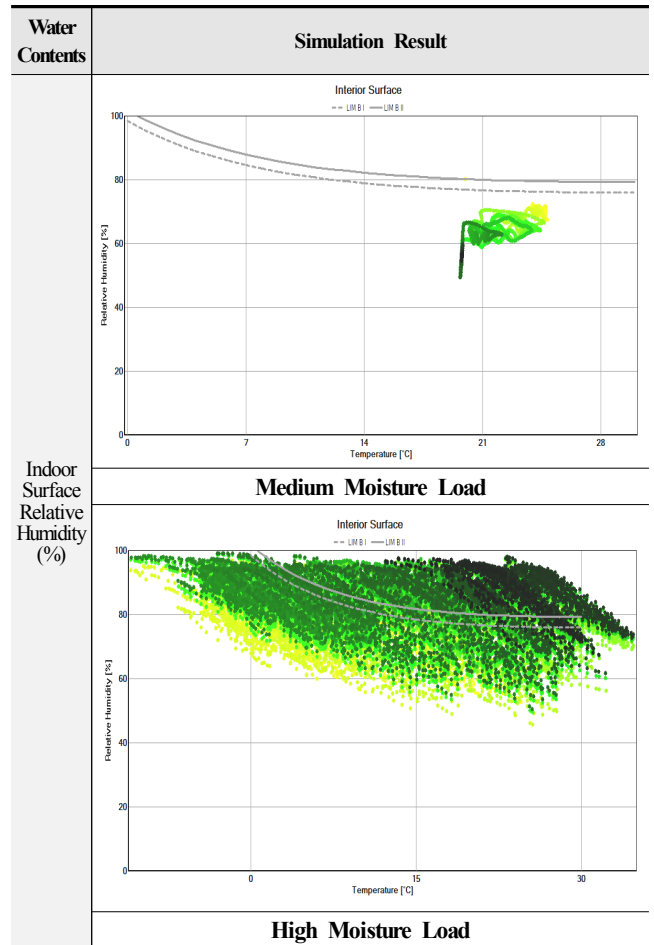 Water
Contents
Simulation Result
Indoor
Surface
Relative
Humidity
(%)
Interior Surface
LIM B I LIM B II
100
80
60
40
20
0
Relative Humidity [%]
0 7 14 21 28
Temperature [°C]
Medium Moisture Load
Interior Surface
LIM B I LIM B II
100
80
60
40
20
0
Relative Humidity [%]
0 15 30
Temperature [°C]
High Moisture Load